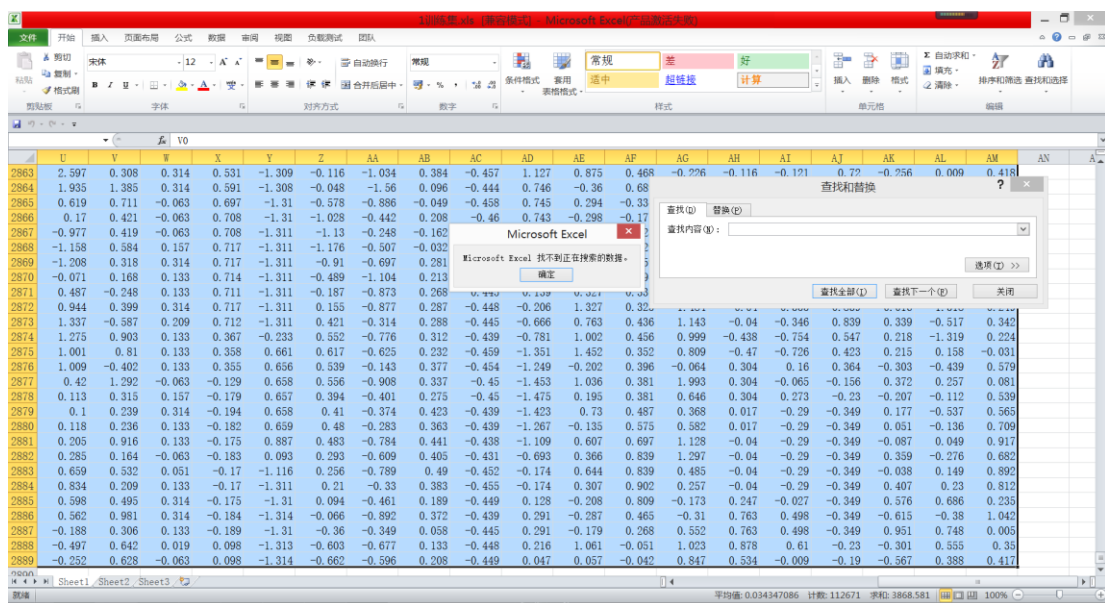 1训练集.xls [兼容模式] - Microsoft Excel(产品激活失败)
文件 开始 插入 页面布局 公式 数据 审阅 视图 负载测试 团队
剪切 宋体 12 自动换行 常规 常规 差 好 自动求和
粘贴 复制 条件格式 套用 适中 超链接 计算 插入 删除 格式 填充 排序和筛选 查找和选择
格式刷 B I U 合并后居中 表格格式 清除
剪贴板 字体 对齐方式 数字 样式 单元格 编辑
fx V0
U V W X Y Z AA AB AC AD AE AF AG AH AI AJ AK AL AM AN
2863 2.597 0.308 0.314 0.531 -1.309 -0.116 -1.034 0.384 -0.457 1.127 0.875 0.468 -0.226 -0.116 -0.121 0.72 -0.256 0.009 0.418
2864 1.935 1.385 0.314 0.591 -1.308 -0.048 -1.56 0.096 -0.444 0.746 -0.36 0.68
2865 0.619 0.711 -0.063 0.697 -1.31 -0.578 -0.886 -0.049 -0.458 0.745 0.294 -0.33
2866 0.17 0.421 -0.063 0.708 -1.31 -1.028 -0.442 0.208 -0.46 0.743 -0.298 -0.17
2867 -0.977 0.419 -0.063 0.708 -1.311 -1.13 -0.248 -0.162
2868 -1.158 0.584 0.157 0.717 -1.311 -1.176 -0.507 -0.032
2869 -1.208 0.318 0.314 0.717 -1.311 -0.91 -0.697 0.281
2870 -0.071 0.168 0.133 0.714 -1.311 -0.489 -1.104 0.213
2871 0.487 -0.248 0.133 0.711 -1.311 -0.187 -0.873 0.268
2872 0.944 0.399 0.314 0.717 -1.311 0.155 -0.877 0.287 -0.448 -0.206 1.327
2873 1.337 -0.587 0.209 0.712 -1.311 0.421 -0.314 0.288 -0.445 -0.666 0.763 0.436 1.143 -0.04 -0.346 0.839 0.339 -0.517 0.342
2874 1.275 0.903 0.133 0.367 -0.233 0.552 -0.776 0.312 -0.439 -0.781 1.002 0.456 0.999 -0.438 -0.754 0.547 0.218 -1.319 0.224
2875 1.001 0.81 0.133 0.358 0.661 0.617 -0.625 0.232 -0.459 -1.351 1.452 0.352 0.809 -0.47 -0.726 0.423 0.215 0.158 -0.031
2876 1.009 -0.402 0.133 0.355 0.656 0.539 -0.143 0.377 -0.454 -1.249 -0.202 0.396 -0.064 0.304 0.16 0.364 -0.303 -0.439 0.579
2877 0.42 1.292 -0.063 -0.129 0.658 0.556 -0.908 0.337 -0.45 -1.453 1.036 0.381 1.993 0.304 -0.065 -0.156 0.372 0.257 0.081
2878 0.113 0.315 0.157 -0.179 0.657 0.394 -0.401 0.275 -0.45 -1.475 0.195 0.381 0.646 0.304 0.273 -0.23 -0.207 -0.112 0.539
2879 0.1 0.239 0.314 -0.194 0.658 0.41 -0.374 0.423 -0.439 -1.423 0.73 0.487 0.368 0.017 -0.29 -0.349 0.177 -0.537 0.565
2880 0.118 0.236 0.133 -0.182 0.659 0.48 -0.283 0.363 -0.439 -1.267 -0.135 0.575 0.582 0.017 -0.29 -0.349 0.051 -0.136 0.709
2881 0.205 0.916 0.133 -0.175 0.887 0.483 -0.784 0.441 -0.438 -1.109 0.607 0.697 1.128 -0.04 -0.29 -0.349 -0.087 0.049 0.917
2882 0.285 0.164 -0.063 -0.183 0.093 0.293 -0.609 0.405 -0.431 -0.693 0.366 0.839 1.297 -0.04 -0.29 -0.349 0.359 -0.276 0.682
2883 0.659 0.532 0.051 -0.17 -1.116 0.256 -0.789 0.49 -0.452 -0.174 0.644 0.839 0.485 -0.04 -0.29 -0.349 -0.038 0.149 0.892
2884 0.834 0.209 0.133 -0.17 -1.311 0.21 -0.33 0.383 -0.455 -0.174 0.307 0.902 0.257 -0.04 -0.29 -0.349 0.407 0.23 0.812
2885 0.598 0.495 0.314 -0.175 -1.31 0.094 -0.461 0.189 -0.449 0.128 -0.208 0.809 -0.173 0.247 -0.027 -0.349 0.576 0.686 0.235
2886 0.562 0.981 0.314 -0.184 -1.314 -0.066 -0.892 0.372 -0.439 0.291 -0.287 0.465 -0.31 0.763 0.498 -0.349 -0.615 -0.38 1.042
2887 -0.188 0.306 0.133 -0.189 -1.31 -0.36 -0.349 0.058 -0.445 0.291 -0.179 0.268 0.552 0.763 0.498 -0.349 0.951 0.748 0.005
2888 -0.497 0.642 0.019 0.098 -1.313 -0.603 -0.677 0.133 -0.448 0.216 1.061 -0.051 1.023 0.878 0.61 -0.23 -0.301 0.555 0.35
2889 -0.252 0.628 -0.063 0.098 -1.314 -0.662 -0.596 0.208 -0.449 0.047 0.057 -0.042 0.847 0.534 -0.009 -0.19 -0.567 0.388 0.417
Microsoft Excel
Microsoft Excel 找不到正在搜索的数据。
确定
查找和替换
查找(D) 替换(P)
查找内容(N):
选项(T) >>
查找全部(I) 查找下一个(F) 关闭
Sheet1 Sheet2 Sheet3
就绪 平均值: 0.034347086 计数: 112671 求和: 3868.581 100%